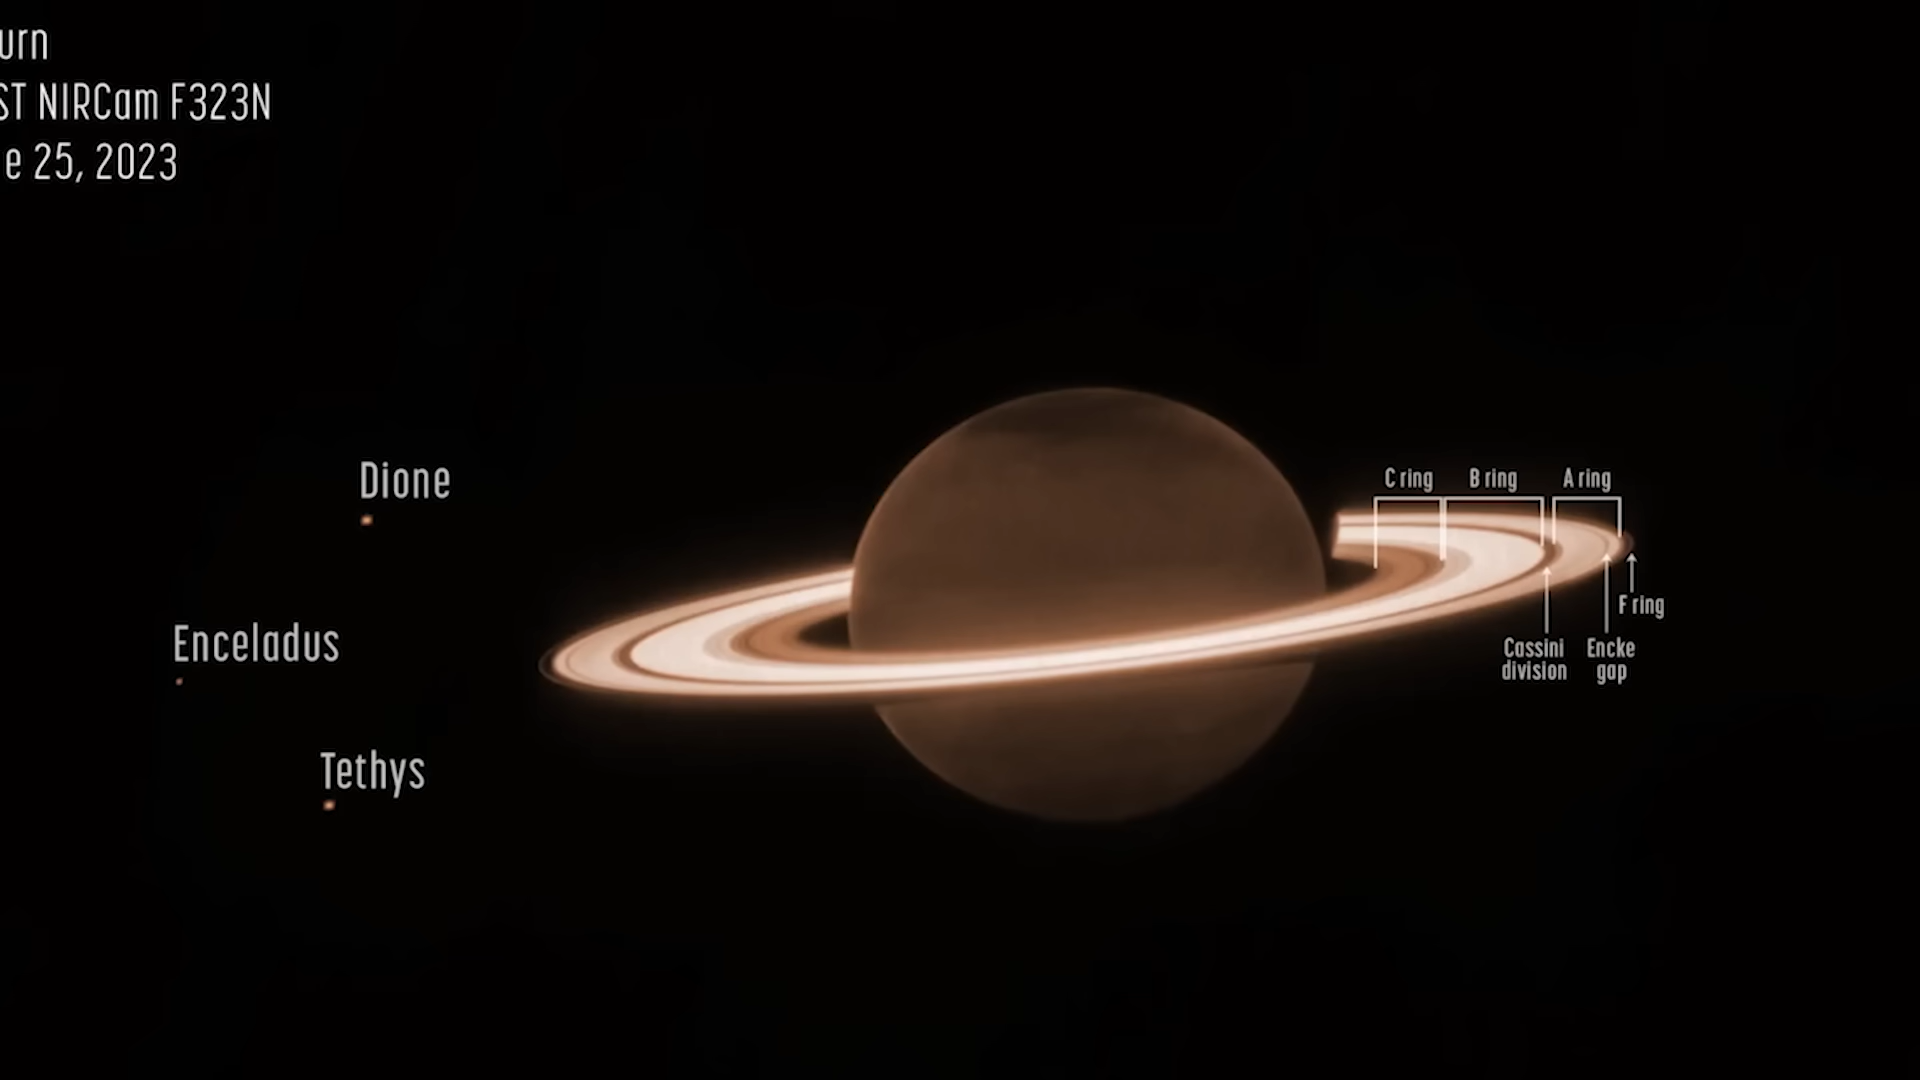 urn
ST NIRCam F323N
e 25, 2023
Dione
C ring B ring A ring
F ring
Enceladus
Cassini division
Encke gap
Tethys